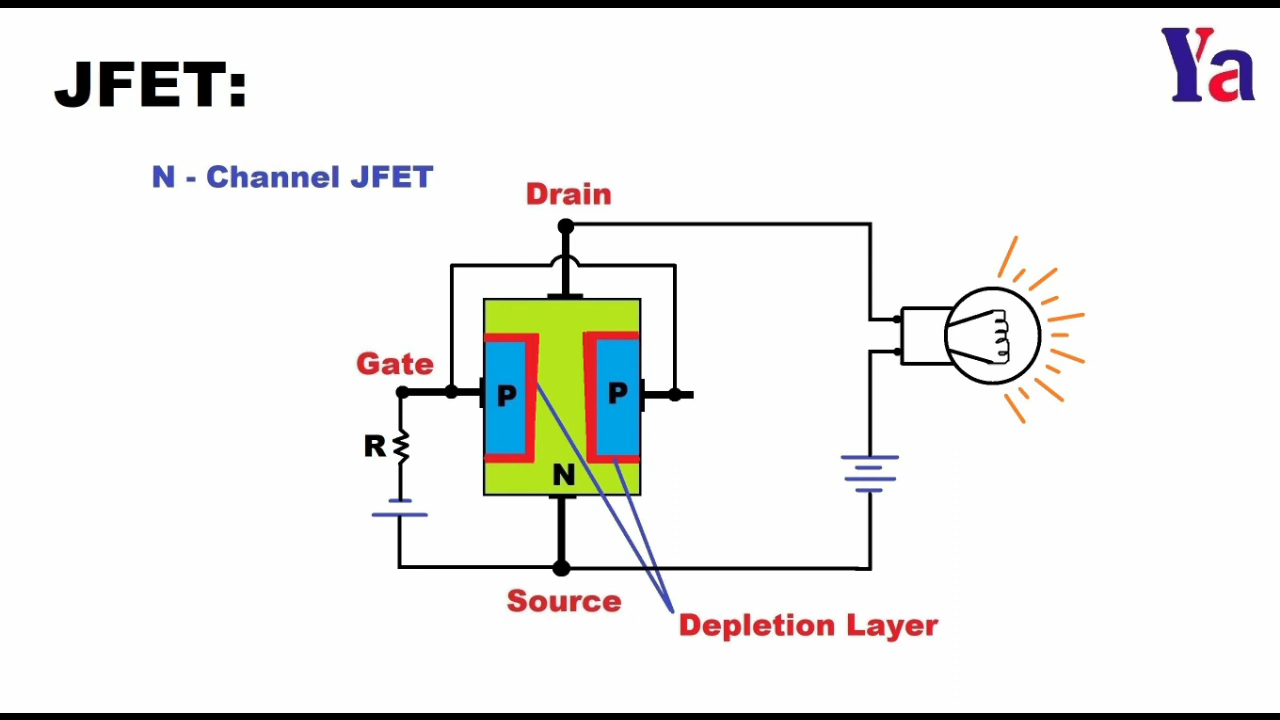 JFET:
Ya
N - Channel JFET
Drain
Gate
P
P
R
N
Source
Depletion Layer